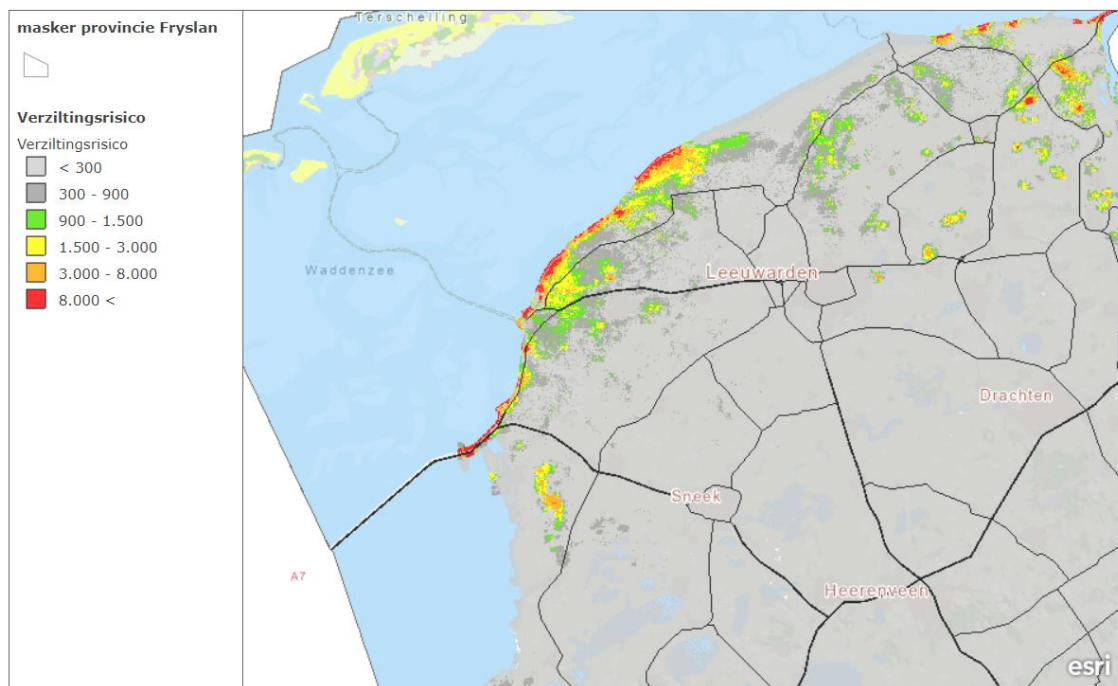 masker provincie Fryslan
Verziltingsrisico
Verziltingsrisico
< 300
300 - 900
900 - 1.500
1.500 - 3.000
3.000 - 8.000
8.000 <
Terschelling
Waddenzee
Leeuwarden
Drachten
Sneek
A7
Heerenveen
esri